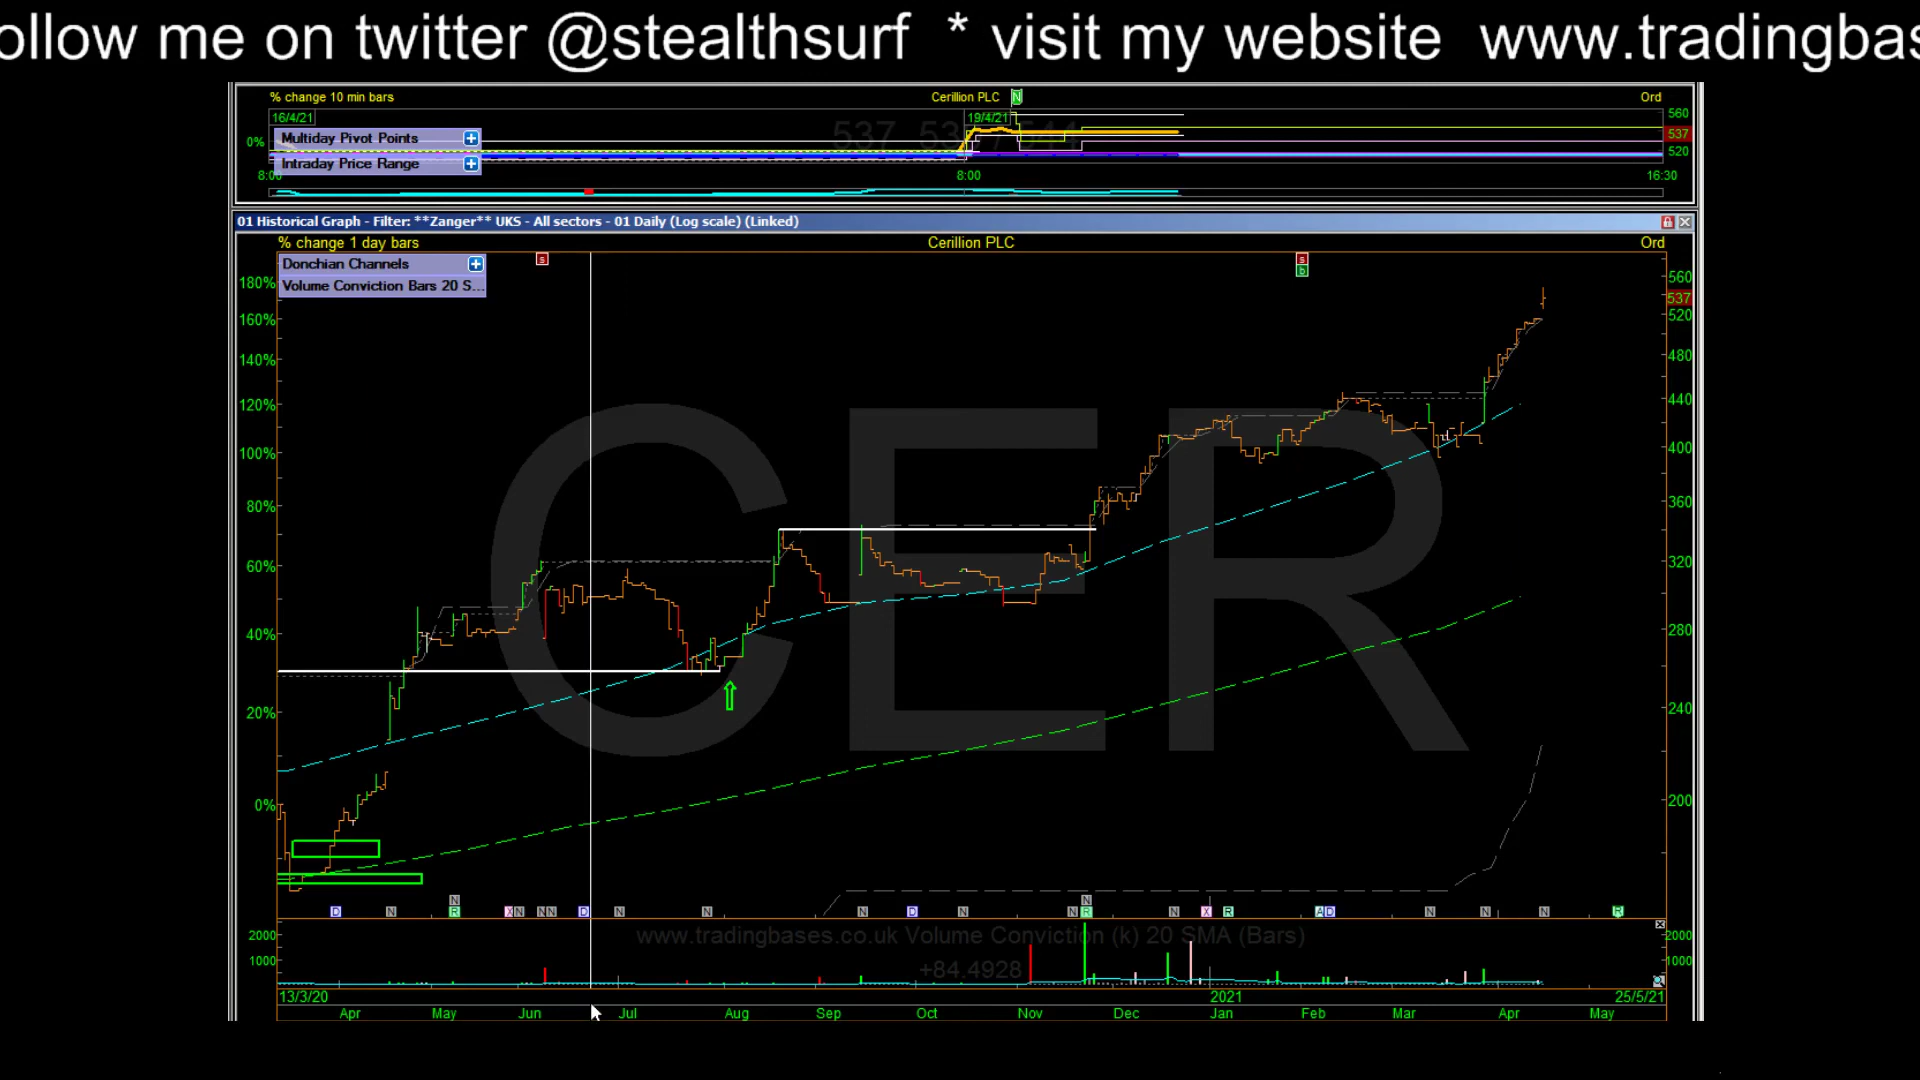 ollow me on twitter @stealthsurf * visit my website www.tradingbas
% change 10 min bars Cerillion PLC N Ord
16/4/21 19/4/21 560
0% Multiday Pivot Points 537
Intraday Price Range 520
8:00 8:00 16:30
01 Historical Graph - Filter: **Zanger** UKS - All sectors - 01 Daily (Log scale) (Linked)
% change 1 day bars Cerillion PLC Ord
Donchian Channels s s
Volume Conviction Bars 20 S... b
180% 560
537
160% 520
140% 480
120% 440
100% 400
80% 360
60% 320
40% 280
20% 240
0% 200
CER
N N
D N R X N N N D N N N D N N R N X R A D N N N R
www.tradingbases.co.uk Volume Conviction (k) 20 SMA (Bars)
2000 2000
1000 1000
+84.4928
13/3/20 2021 25/5/21
Apr May Jun Jul Aug Sep Oct Nov Dec Jan Feb Mar Apr May